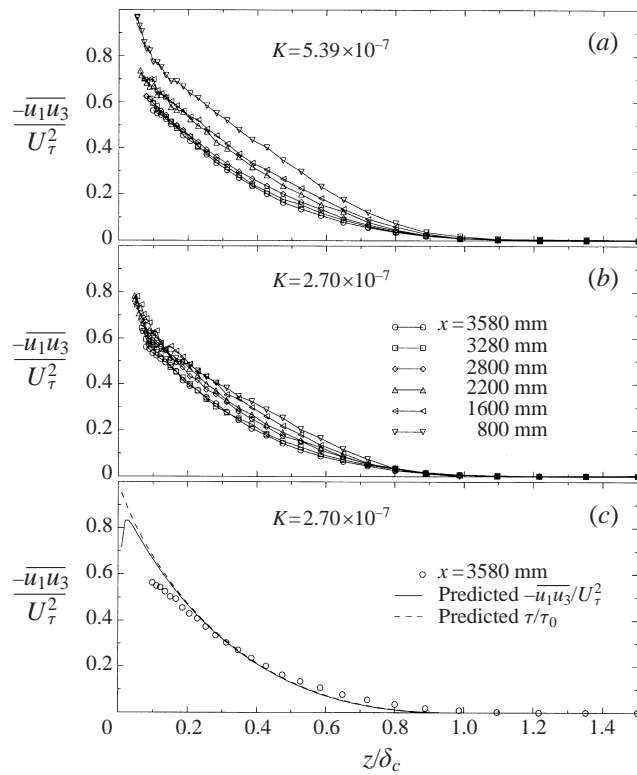 K = 5.39×10⁻⁷
(a)
0.8
0.6
0.4
0.2
0
−u₁u₃
U_τ²
K = 2.70×10⁻⁷
(b)
0.8
0.6
0.4
0.2
0
−u₁u₃
U_τ²
x = 3580 mm
3280 mm
2800 mm
2200 mm
1600 mm
800 mm
K = 2.70×10⁻⁷
(c)
0.8
0.6
0.4
0.2
−u₁u₃
U_τ²
x = 3580 mm
Predicted −u₁u₃/U_τ²
Predicted τ/τ₀
0 0.2 0.4 0.6 0.8 1.0 1.2 1.4
z/δ_c